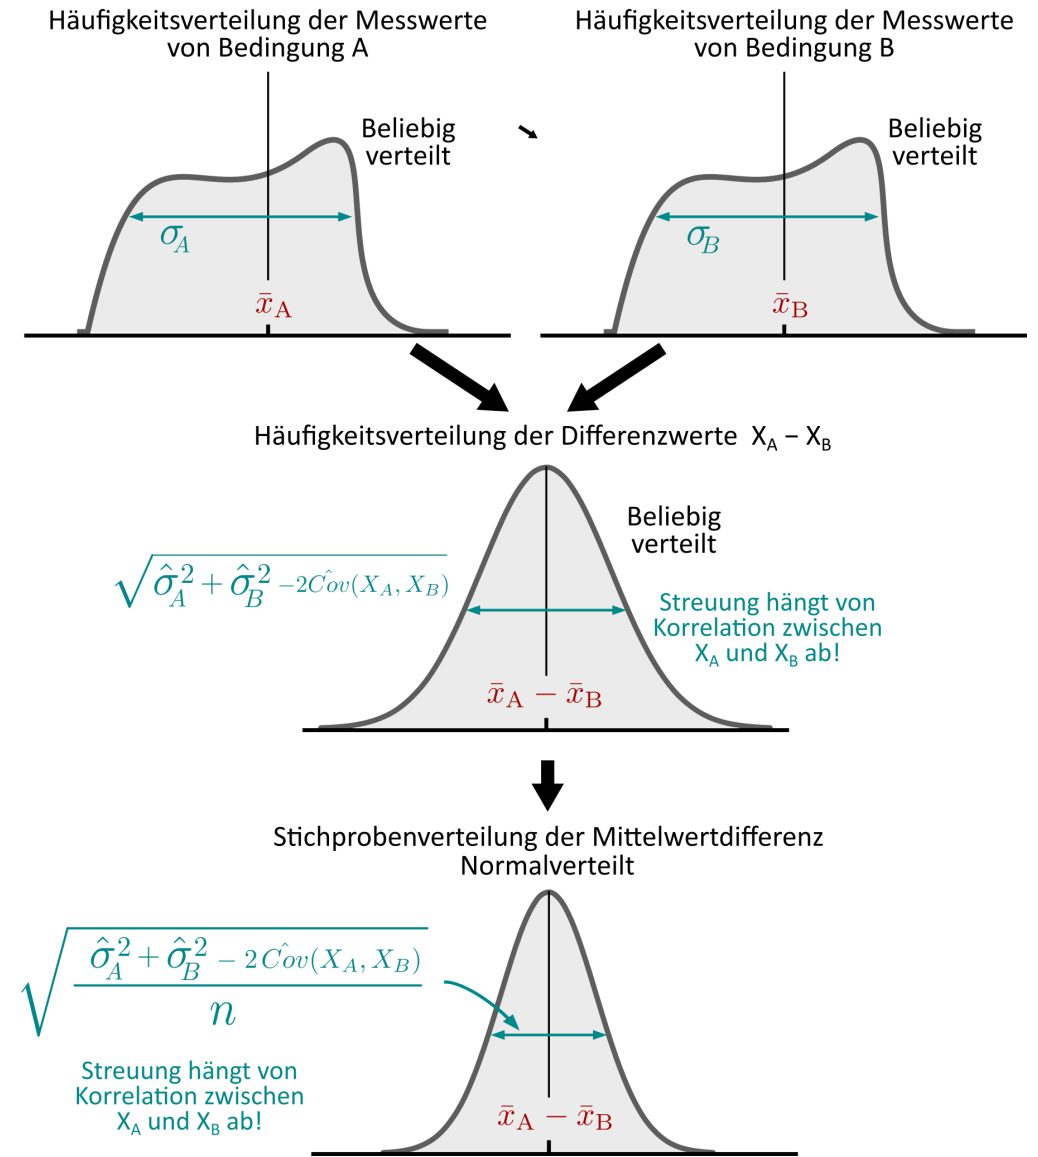 Häufigkeitsverteilung der Messwerte
von Bedingung A
Häufigkeitsverteilung der Messwerte
von Bedingung B
Beliebig
verteilt
Beliebig
verteilt
σ_A
σ_B
x̄_A
x̄_B
Häufigkeitsverteilung der Differenzwerte X_A − X_B
Beliebig
verteilt
√(σ̂_A² + σ̂_B² −2Ĉov(X_A, X_B))
Streuung hängt von
Korrelation zwischen
X_A und X_B ab!
x̄_A − x̄_B
Stichprobenverteilung der Mittelwertdifferenz
Normalverteilt
√((σ̂_A² + σ̂_B² − 2 Ĉov(X_A, X_B)) / n)
Streuung hängt von
Korrelation zwischen
X_A und X_B ab!
x̄_A − x̄_B